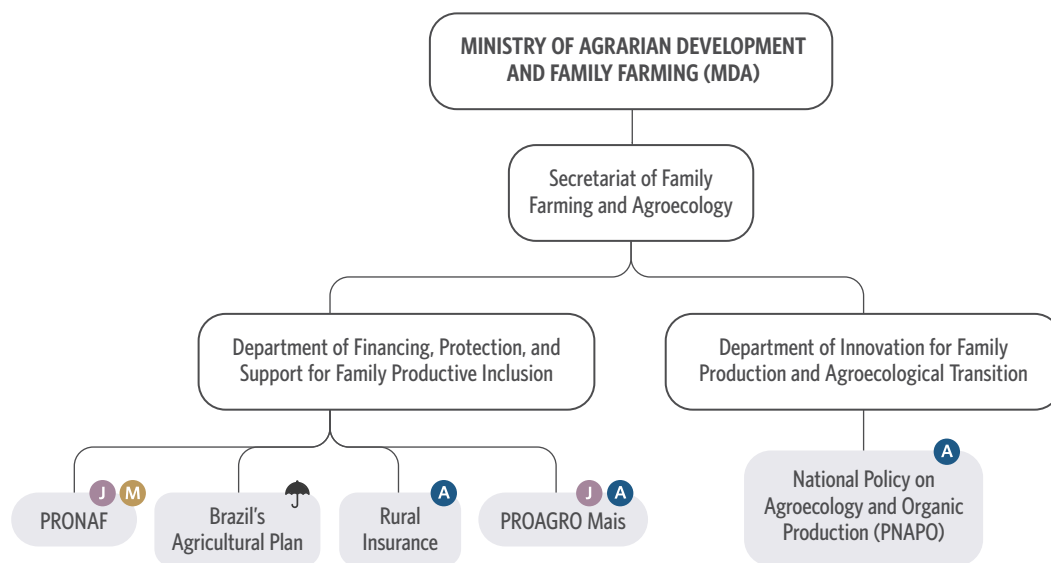 MINISTRY OF AGRARIAN DEVELOPMENT
AND FAMILY FARMING (MDA)
Secretariat of Family
Farming and Agroecology
Department of Financing, Protection, and
Support for Family Productive Inclusion
Department of Innovation for Family
Production and Agroecological Transition
J M
PRONAF
Brazil's
Agricultural Plan
A
Rural
Insurance
J A
PROAGRO Mais
A
National Policy on
Agroecology and Organic
Production (PNAPO)